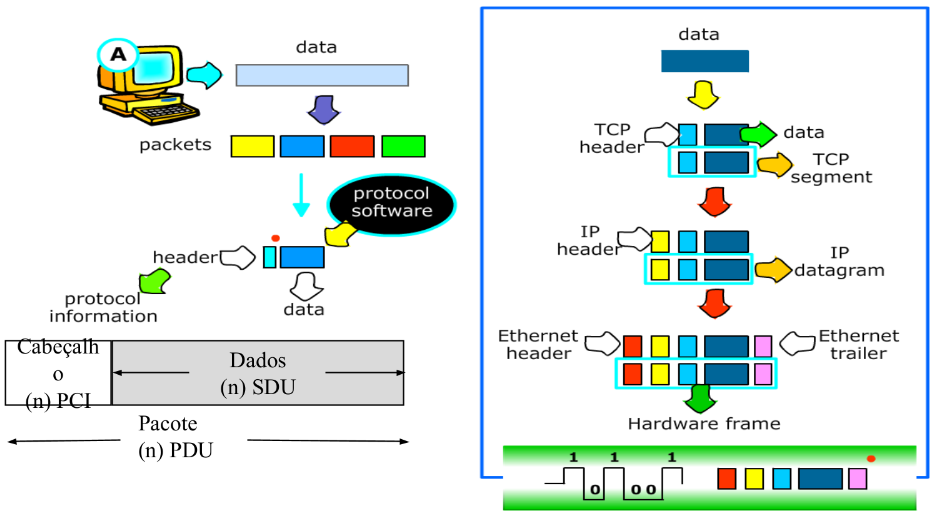 A
data
packets
protocol
software
header
data
protocol
information
Cabeçalh
o
(n) PCI
Dados
(n) SDU
Pacote
(n) PDU
data
TCP
header
data
TCP
segment
IP
header
IP
datagram
Ethernet
header
Ethernet
trailer
Hardware frame
1 1 1
0 0 0